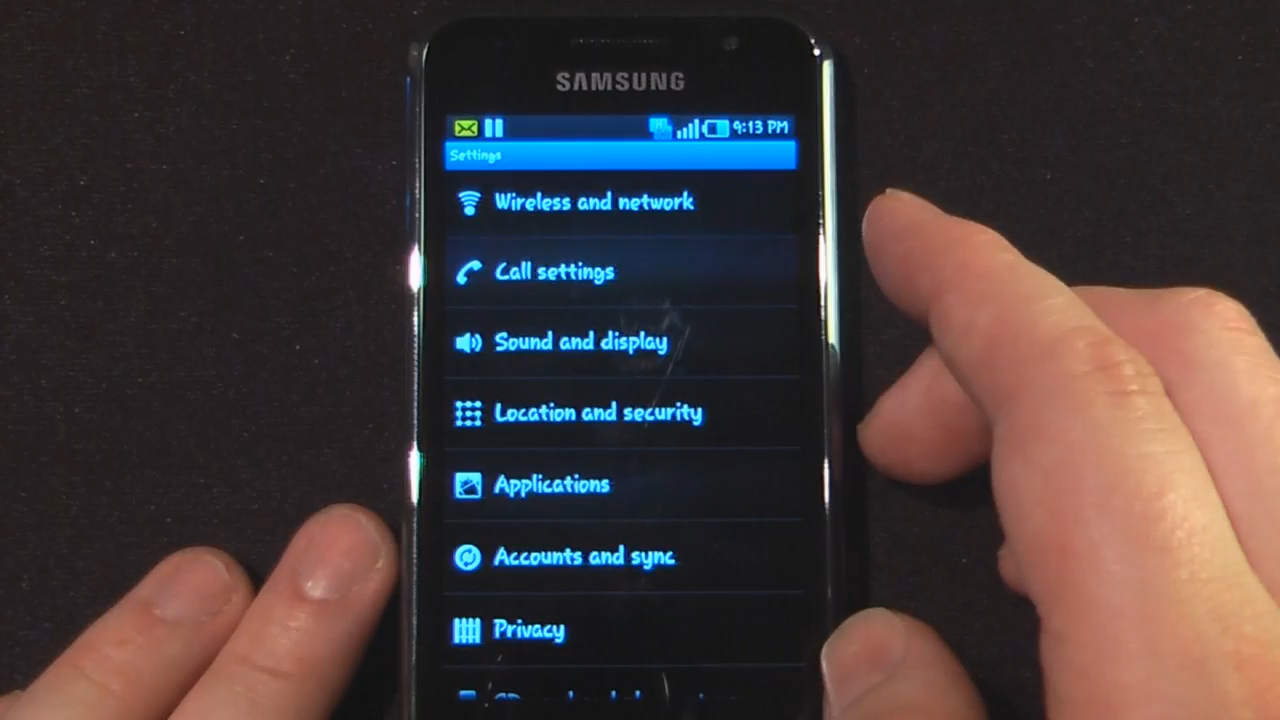 SAMSUNG
9:13 PM
Settings
Wireless and network
Call settings
Sound and display
Location and security
Applications
Accounts and sync
Privacy